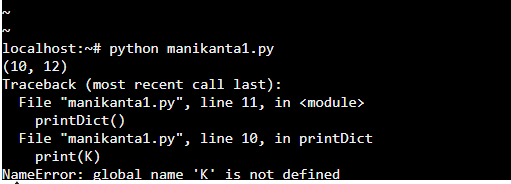 ~
~
localhost:~# python manikanta1.py
(10, 12)
Traceback (most recent call last):
  File "manikanta1.py", line 11, in <module>
    printDict()
  File "manikanta1.py", line 10, in printDict
    print(K)
NameError: global name 'K' is not defined